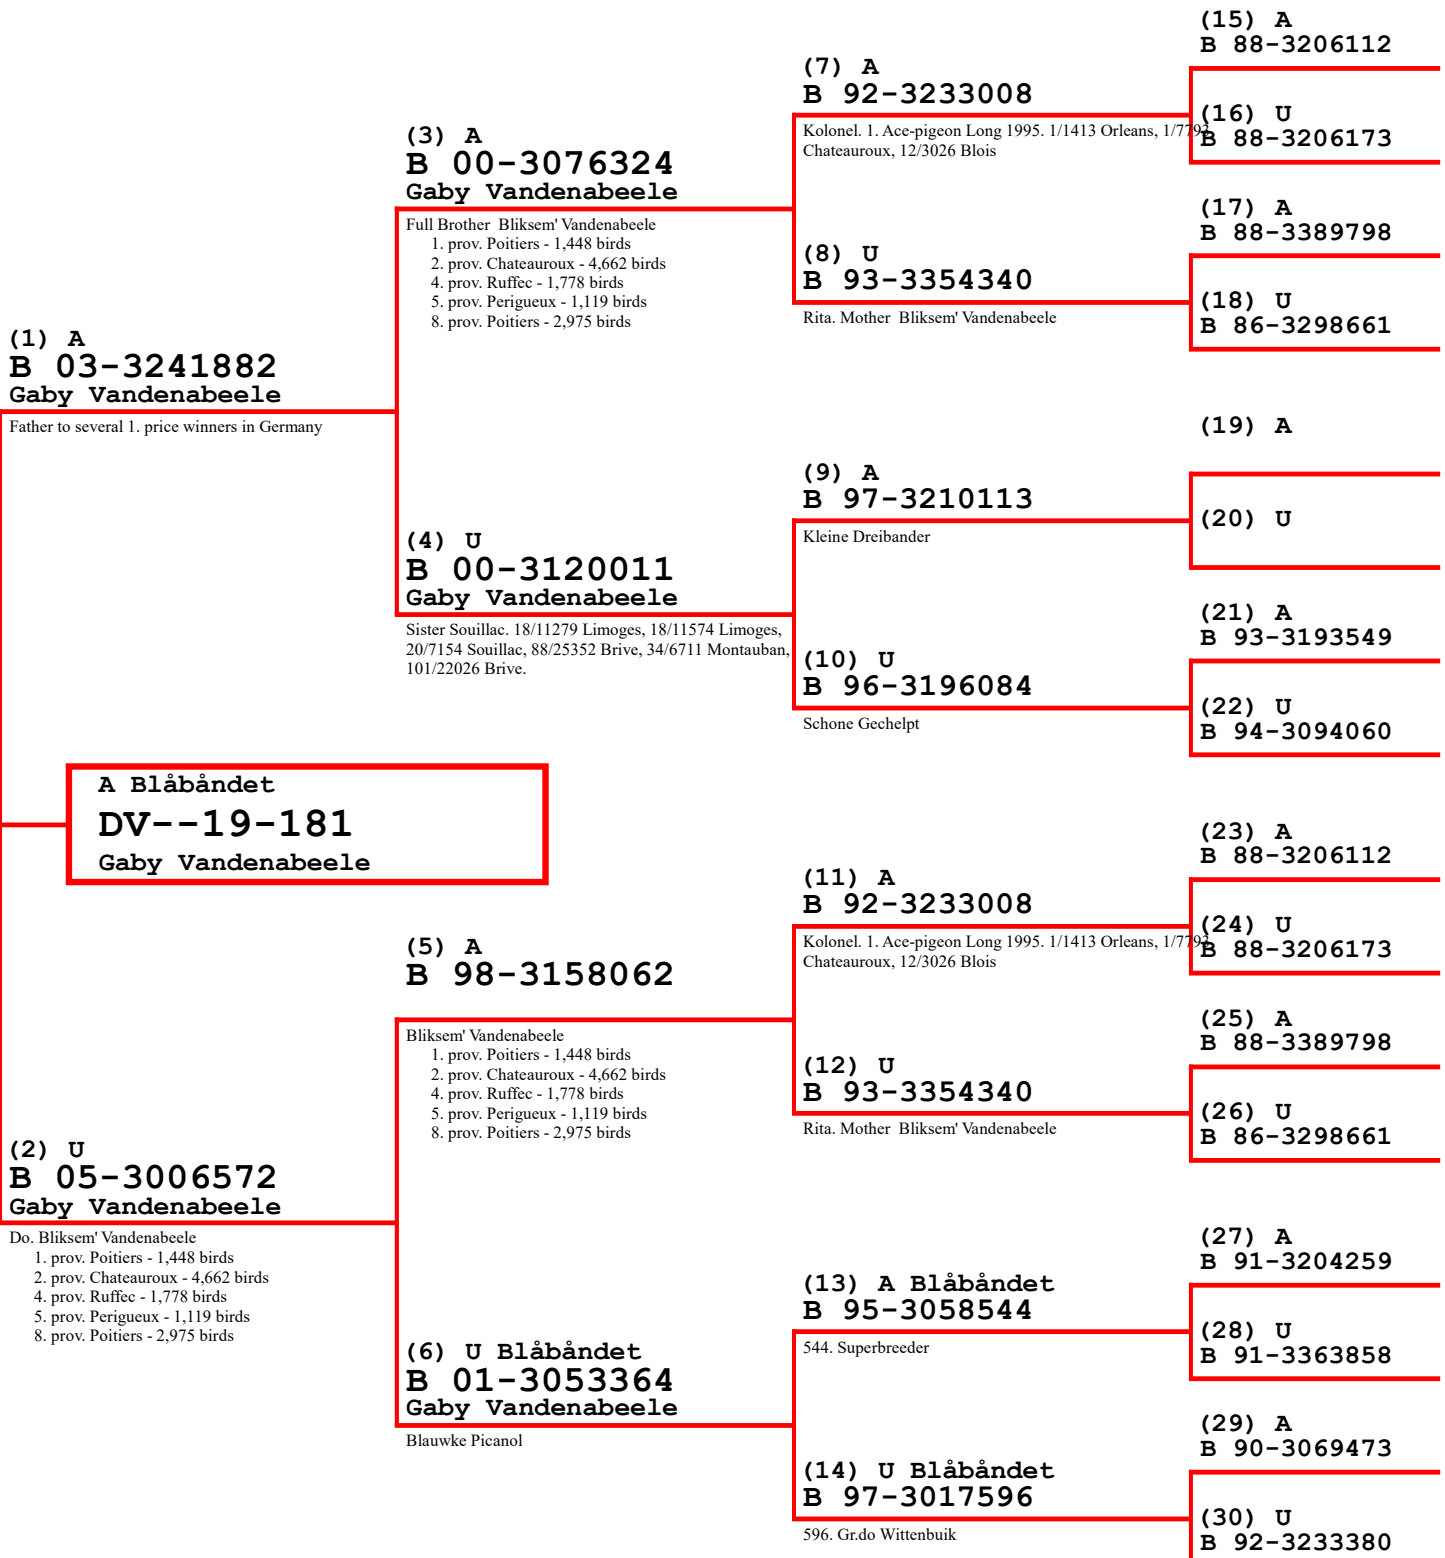 (1) A
B 03-3241882
Gaby Vandenabeele
Father to several 1. price winners in Germany
A Blåbåndet
DV--19-181
Gaby Vandenabeele
(2) U
B 05-3006572
Gaby Vandenabeele
Do. Bliksem' Vandenabeele
1. prov. Poitiers - 1,448 birds
2. prov. Chateauroux - 4,662 birds
4. prov. Ruffec - 1,778 birds
5. prov. Perigueux - 1,119 birds
8. prov. Poitiers - 2,975 birds
(3) A
B 00-3076324
Gaby Vandenabeele
Full Brother Bliksem' Vandenabeele
1. prov. Poitiers - 1,448 birds
2. prov. Chateauroux - 4,662 birds
4. prov. Ruffec - 1,778 birds
5. prov. Perigueux - 1,119 birds
8. prov. Poitiers - 2,975 birds
(4) U
B 00-3120011
Gaby Vandenabeele
Sister Souillac. 18/11279 Limoges, 18/11574 Limoges,
20/7154 Souillac, 88/25352 Brive, 34/6711 Montauban,
101/22026 Brive.
(5) A
B 98-3158062
Bliksem' Vandenabeele
1. prov. Poitiers - 1,448 birds
2. prov. Chateauroux - 4,662 birds
4. prov. Ruffec - 1,778 birds
5. prov. Perigueux - 1,119 birds
8. prov. Poitiers - 2,975 birds
(6) U Blåbåndet
B 01-3053364
Gaby Vandenabeele
Blauwke Picanol
(7) A
B 92-3233008
Kolonel. 1. Ace-pigeon Long 1995. 1/1413 Orleans, 1/7793
Chateauroux, 12/3026 Blois
(8) U
B 93-3354340
Rita. Mother Bliksem' Vandenabeele
(9) A
B 97-3210113
Kleine Dreibander
(10) U
B 96-3196084
Schone Gechelpt
(11) A
B 92-3233008
Kolonel. 1. Ace-pigeon Long 1995. 1/1413 Orleans, 1/7793
Chateauroux, 12/3026 Blois
(12) U
B 93-3354340
Rita. Mother Bliksem' Vandenabeele
(13) A Blåbåndet
B 95-3058544
544. Superbreeder
(14) U Blåbåndet
B 97-3017596
596. Gr.do Wittenbuik
(15) A
B 88-3206112
(16) U
B 88-3206173
(17) A
B 88-3389798
(18) U
B 86-3298661
(19) A
(20) U
(21) A
B 93-3193549
(22) U
B 94-3094060
(23) A
B 88-3206112
(24) U
B 88-3206173
(25) A
B 88-3389798
(26) U
B 86-3298661
(27) A
B 91-3204259
(28) U
B 91-3363858
(29) A
B 90-3069473
(30) U
B 92-3233380